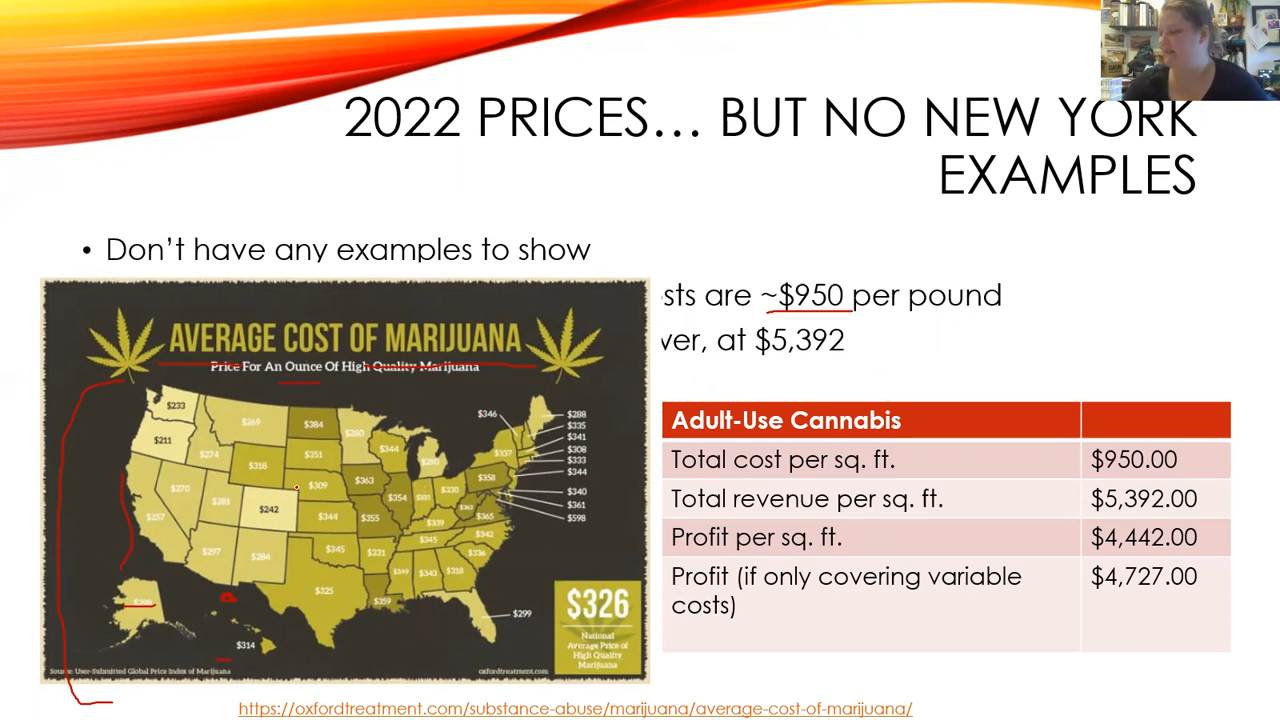 2022 PRICES… BUT NO NEW YORK
EXAMPLES
• Don't have any examples to show
sts are ~$950 per pound
ver, at $5,392
AVERAGE COST OF MARIJUANA
Price For An Ounce Of High Quality Marijuana
$233
$211
$269
$384
$280
$344
$346
$288
$335
$341
$308
$333
$344
$340
$361
$598
$274
$318
$351
$337
$358
$270
$281
$242
$309
$363
$354
$330
$257
$344
$355
$339
$365
$297
$284
$345
$331
$345
$342
$336
$349
$343
$318
$325
$359
$299
$314
$326
National
Average Price of
High Quality
Marijuana
Source: User-Submitted Global Price Index of Marijuana
oxfordtreatment.com
Adult-Use Cannabis
Total cost per sq. ft. $950.00
Total revenue per sq. ft. $5,392.00
Profit per sq. ft. $4,442.00
Profit (if only covering variable $4,727.00
costs)
https://oxfordtreatment.com/substance-abuse/marijuana/average-cost-of-marijuana/